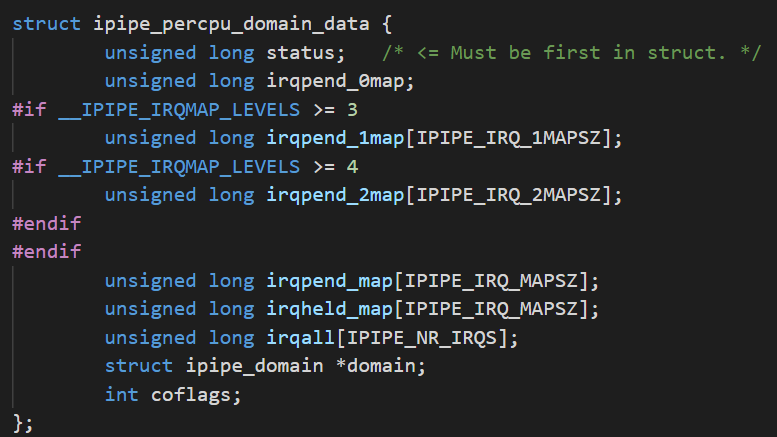 struct ipipe_percpu_domain_data {
        unsigned long status;   /* <= Must be first in struct. */
        unsigned long irqpend_0map;
#if __IPIPE_IRQMAP_LEVELS >= 3
        unsigned long irqpend_1map[IPIPE_IRQ_1MAPSZ];
#if __IPIPE_IRQMAP_LEVELS >= 4
        unsigned long irqpend_2map[IPIPE_IRQ_2MAPSZ];
#endif
#endif
        unsigned long irqpend_map[IPIPE_IRQ_MAPSZ];
        unsigned long irqheld_map[IPIPE_IRQ_MAPSZ];
        unsigned long irqall[IPIPE_NR_IRQS];
        struct ipipe_domain *domain;
        int coflags;
};